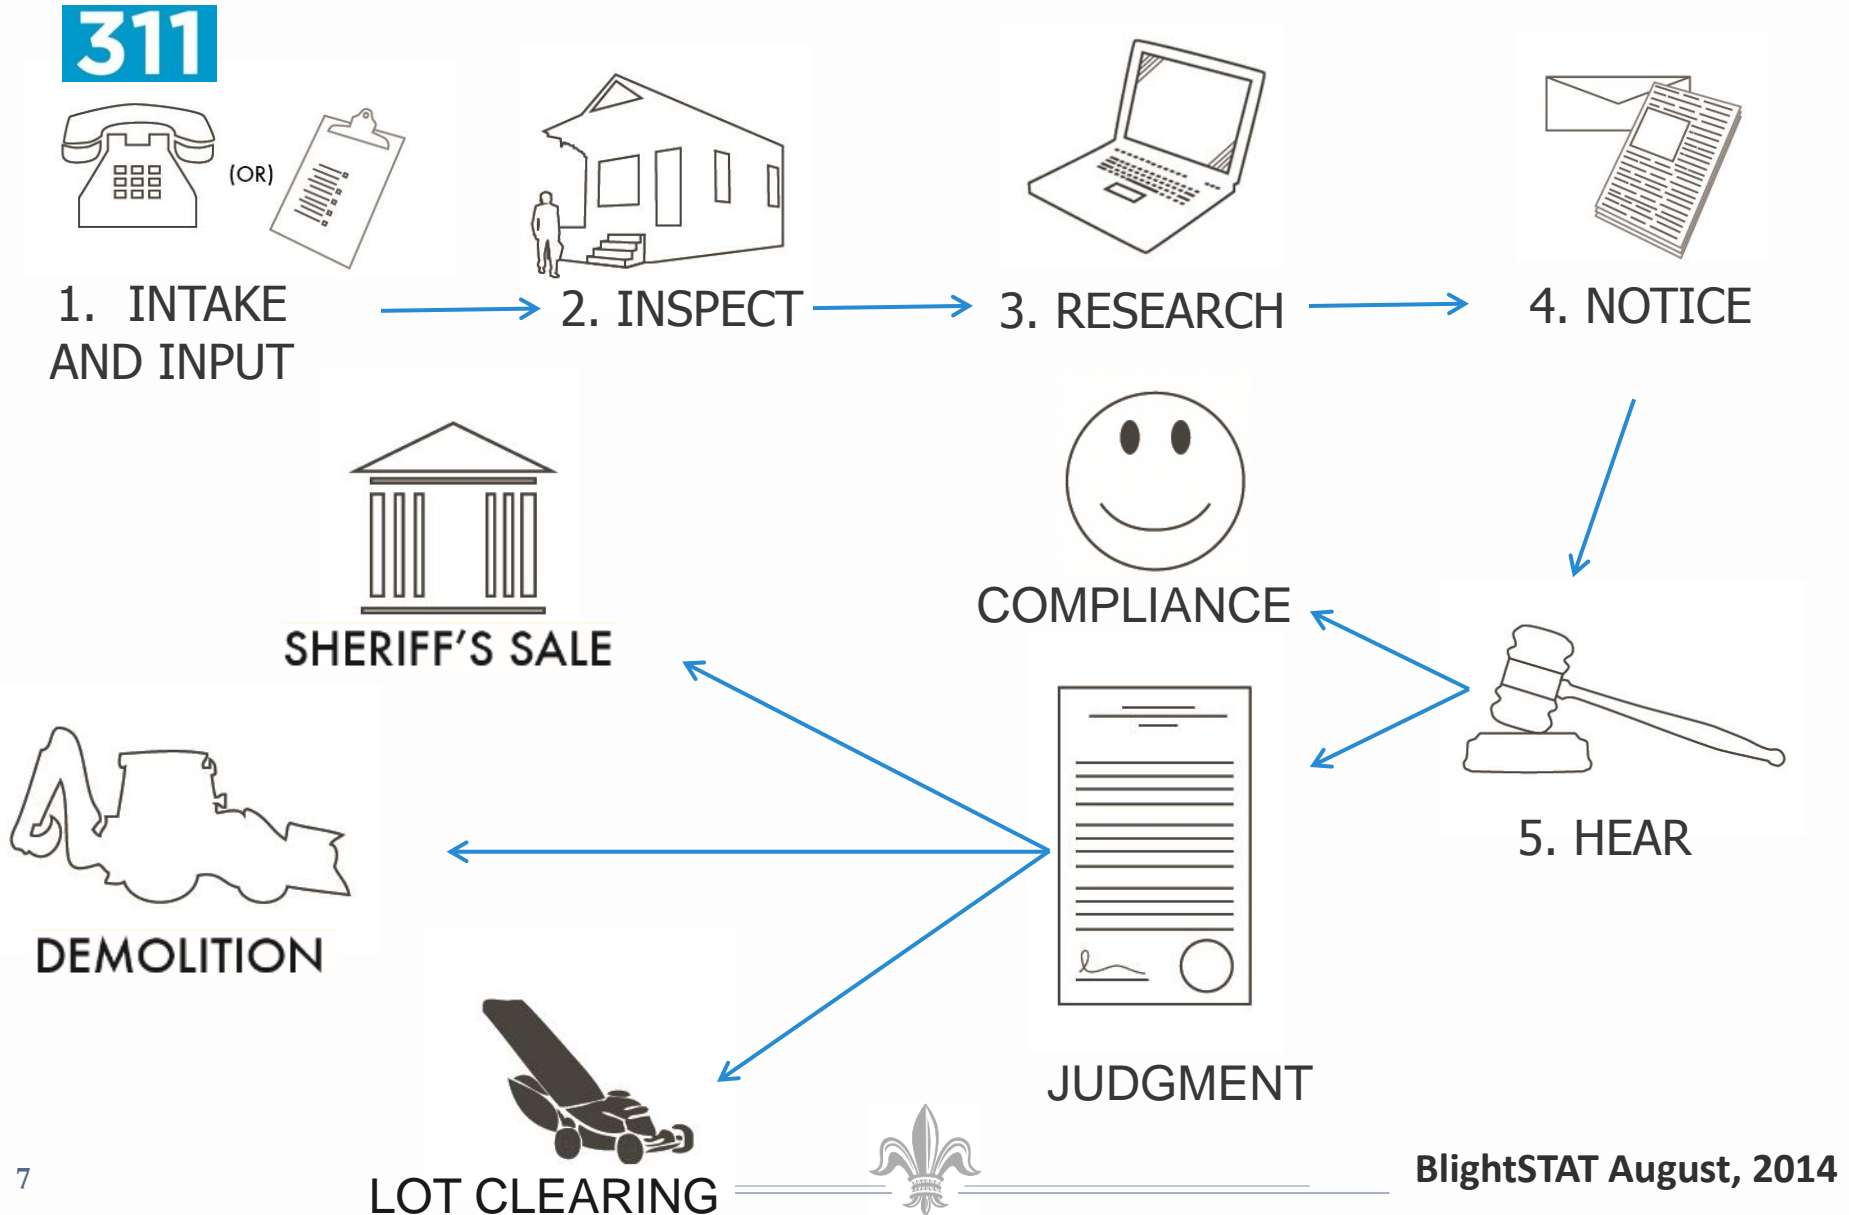 311
(OR)
1. INTAKE
AND INPUT
2. INSPECT
3. RESEARCH
4. NOTICE
SHERIFF'S SALE
COMPLIANCE
5. HEAR
DEMOLITION
JUDGMENT
LOT CLEARING
7
BlightSTAT August, 2014